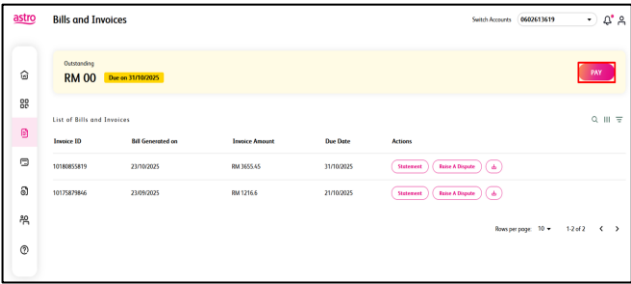 astro
Bills and Invoices
Switch Accounts 0602613619
Outstanding
RM 00 Due on 31/10/2025
PAY
List of Bills and Invoices
Invoice ID Bill Generated on Invoice Amount Due Date Actions
10180855819 23/10/2025 RM 3655.45 31/10/2025 Statement Raise A Dispute
10175879846 23/09/2025 RM 1216.6 21/10/2025 Statement Raise A Dispute
Rows per page: 10 1-2 of 2